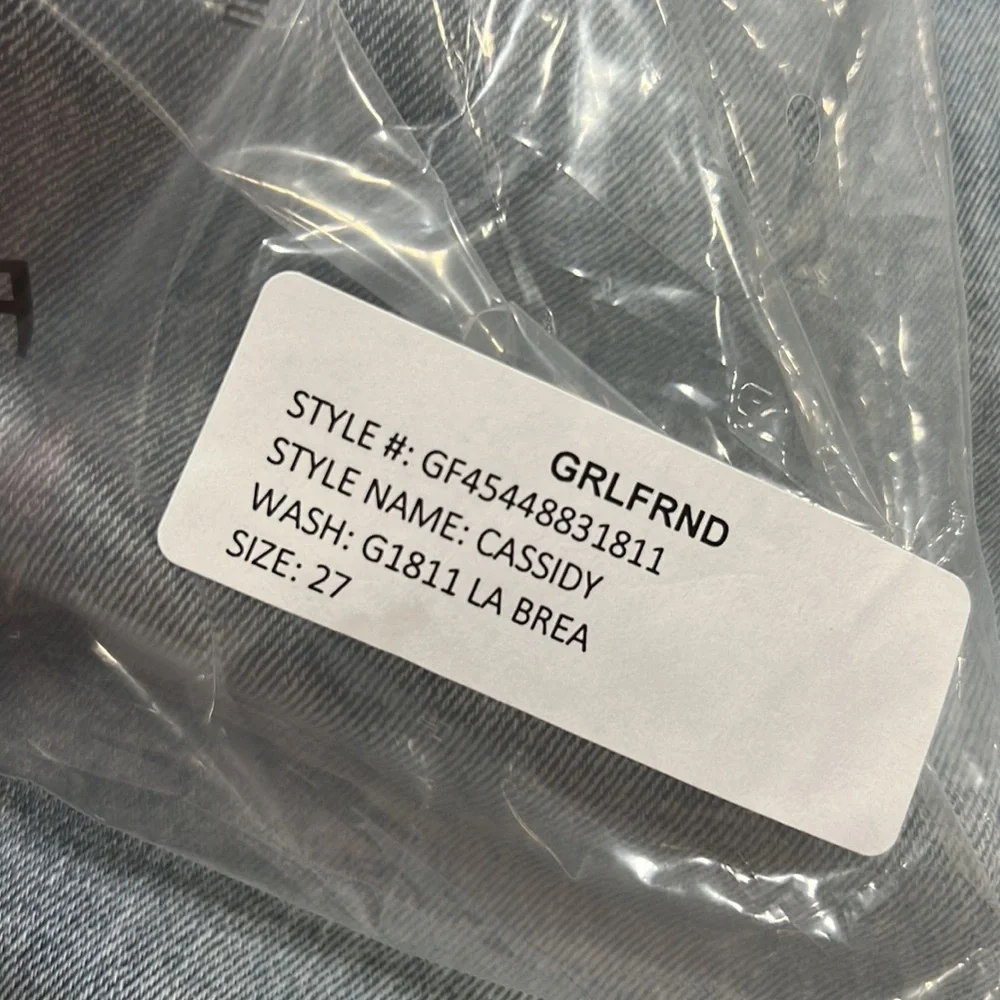 GRLFRND
STYLE #: GF45448831811
STYLE NAME: CASSIDY
WASH: G1811 LA BREA
SIZE: 27